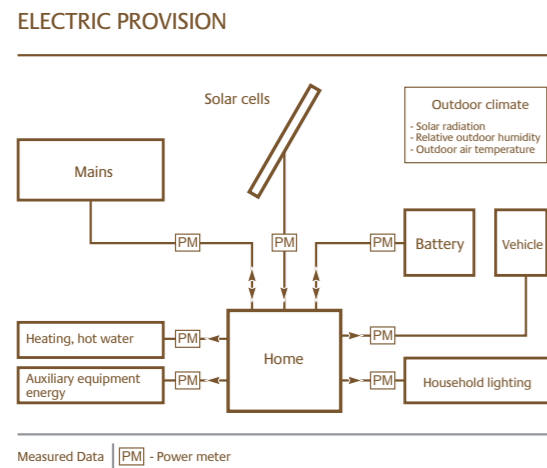 ELECTRIC PROVISION
Solar cells
Outdoor climate
- Solar radiation
- Relative outdoor humidity
- Outdoor air temperature
Mains
PM
PM
PM
Battery
Vehicle
Heating, hot water
PM
Home
PM
Auxiliary equipment
energy
PM
PM
Household lighting
Measured Data
PM - Power meter